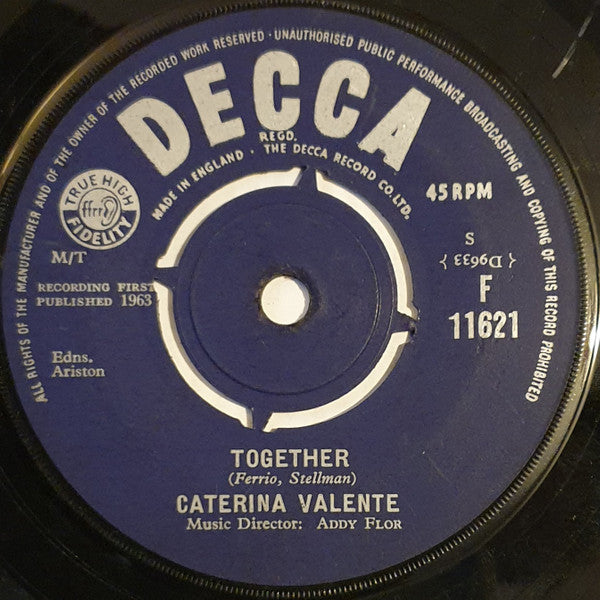 ALL RIGHTS OF THE MANUFACTURER AND OF THE OWNER OF THE RECORDED WORK RESERVED · UNAUTHORISED PUBLIC PERFORMANCE BROADCASTING AND COPYING OF THIS RECORD PROHIBITED
DECCA
REGD.
MADE IN ENGLAND · THE DECCA RECORD CO. LTD.
TRUE HIGH
ffrr
FIDELITY
45 RPM
M/T
S
{ D9633 }
RECORDING FIRST
PUBLISHED 1963
F
11621
Edns.
Ariston
TOGETHER
(Ferrio, Stellman)
CATERINA VALENTE
Music Director: ADDY FLOR